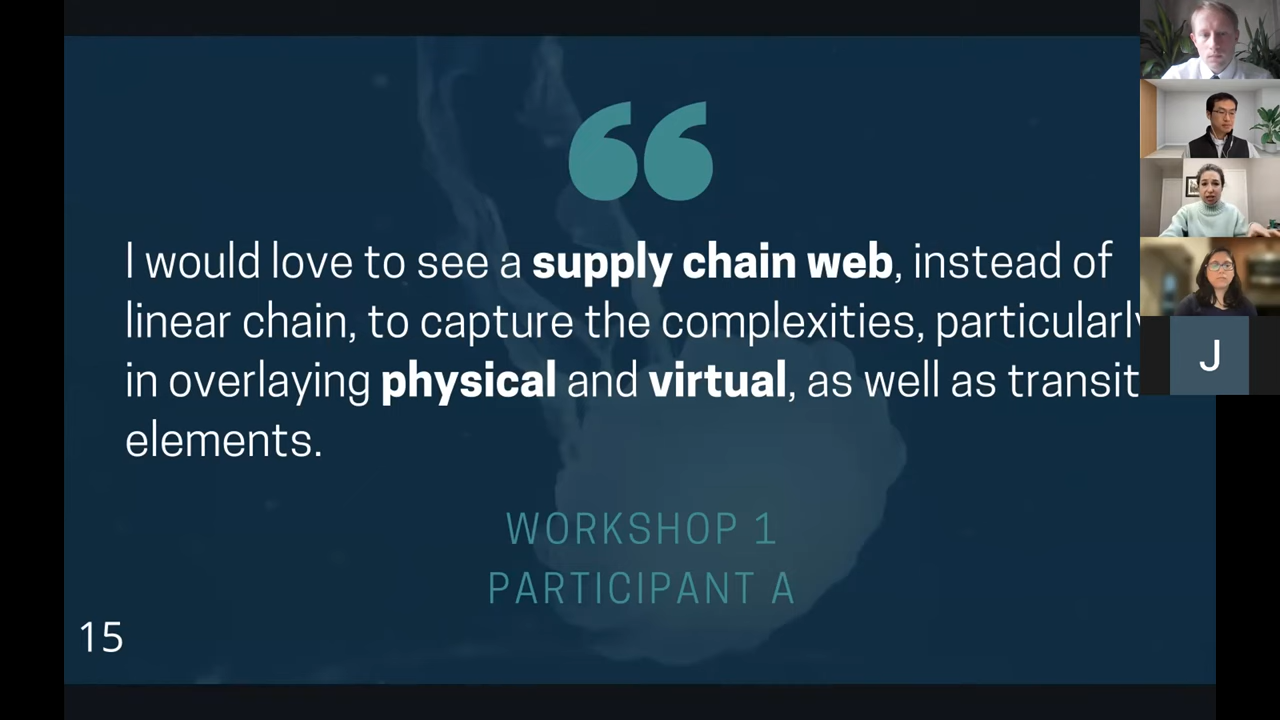 I would love to see a supply chain web, instead of
linear chain, to capture the complexities, particularly
in overlaying physical and virtual, as well as transit
elements.
WORKSHOP 1
PARTICIPANT A
15
J